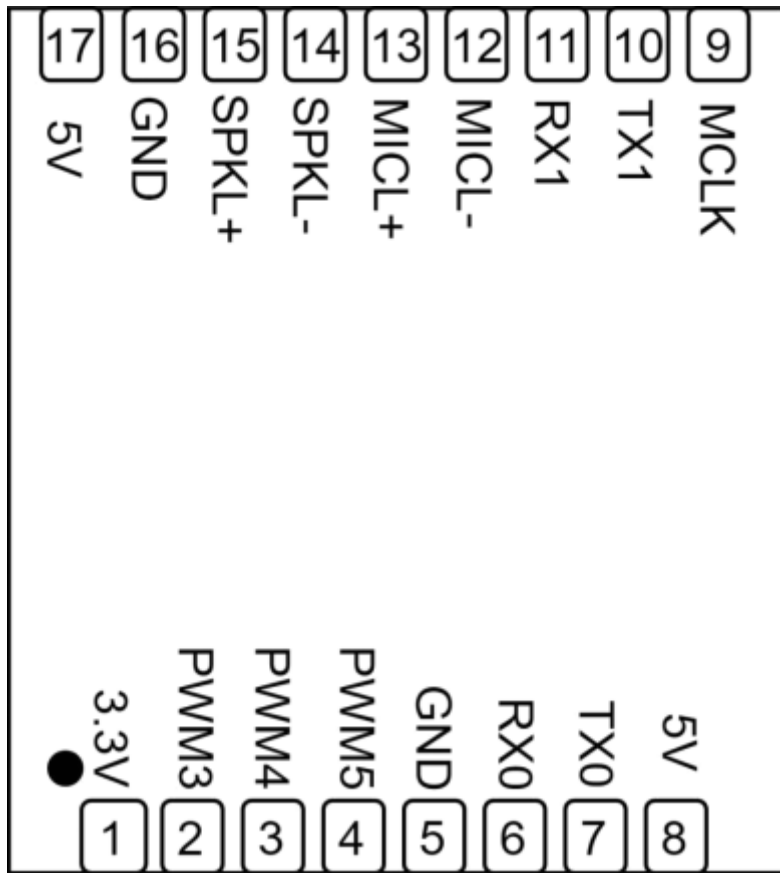 17 16 15 14 13 12 11 10 9
5V GND SPKL+ SPKL- MICL+ MICL- RX1 TX1 MCLK
3.3V PWM3 PWM4 PWM5 GND RX0 TX0 5V
1 2 3 4 5 6 7 8